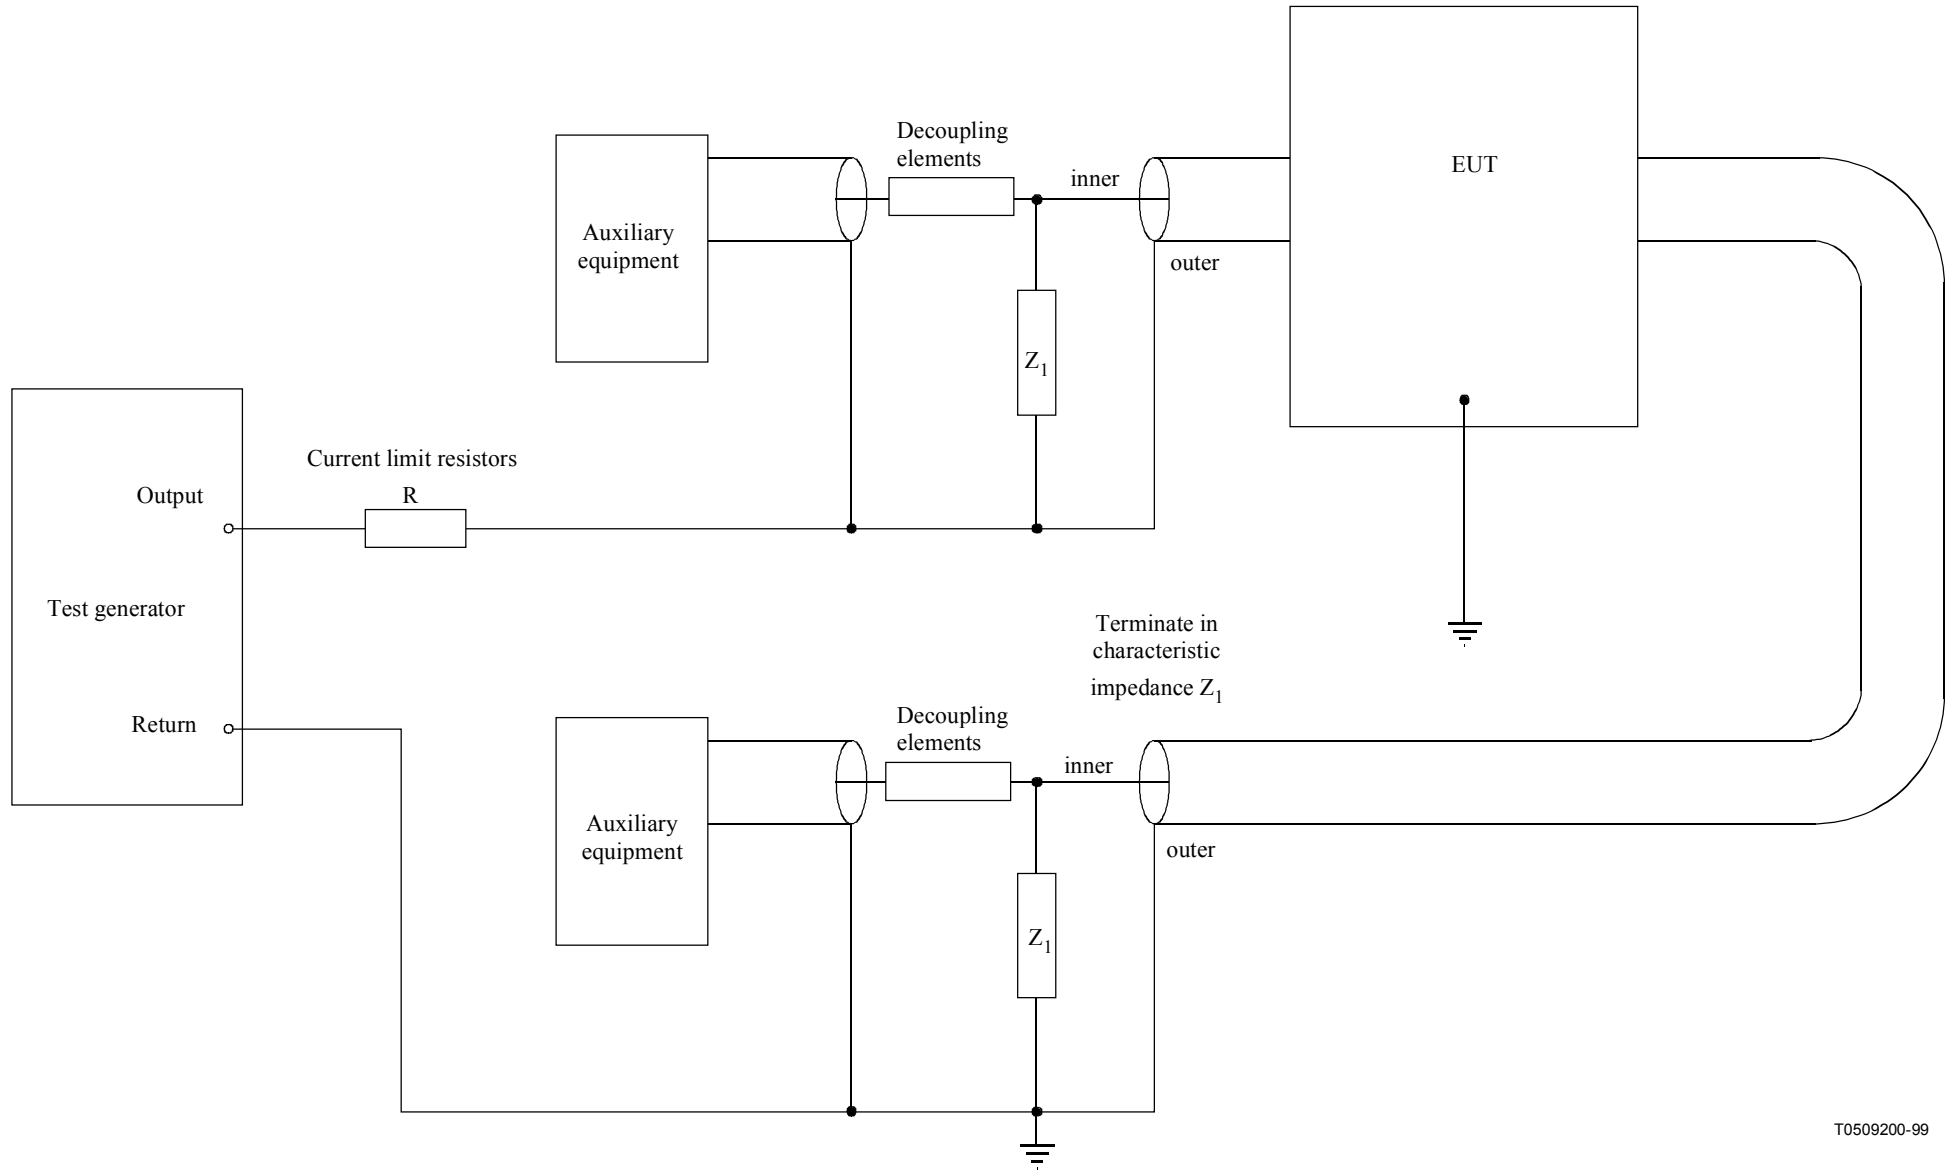 Decoupling
elements
inner
EUT
Auxiliary
equipment
outer
Z1
Current limit resistors
R
Output
Test generator
Return
Terminate in
characteristic
impedance Z1
Decoupling
elements
inner
Auxiliary
equipment
outer
Z1
T0509200-99